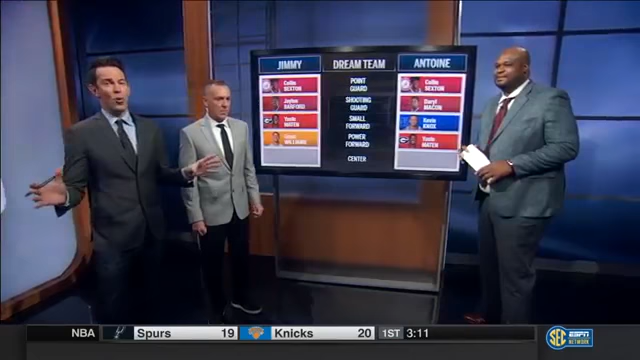 JIMMY
DREAM TEAM
ANTOINE
Collin
SEXTON
POINT
GUARD
Collin
SEXTON
Jaylen
BARFORD
SHOOTING
GUARD
Daryl
MACON
Yante
MATEN
SMALL
FORWARD
Kevin
KNOX
WILLIAMS
POWER
FORWARD
Yante
MATEN
CENTER
NBA Spurs 19 Knicks 20 1ST 3:11
SEC ESPN
NETWORK